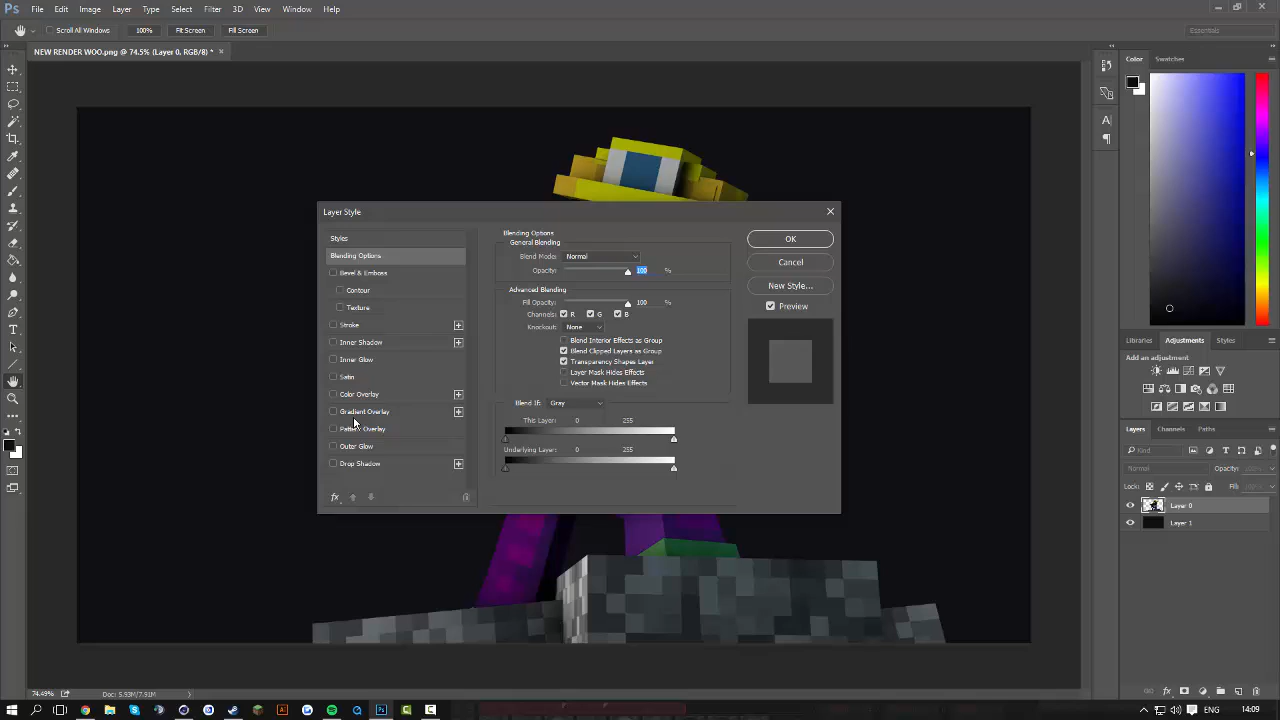 Ps File Edit Image Layer Type Select Filter 3D View Window Help
Scroll All Windows 100% Fit Screen Fill Screen Essentials
NEW RENDER WOO.png @ 74.5% (Layer 0, RGB/8) * ×
Color Swatches
Layer Style
Styles
Blending Options
Bevel & Emboss
Contour
Texture
Stroke
Inner Shadow
Inner Glow
Satin
Color Overlay
Gradient Overlay
Pattern Overlay
Outer Glow
Drop Shadow
fx
Blending Options
General Blending
Blend Mode: Normal
Opacity: 100 %
Advanced Blending
Fill Opacity: 100 %
Channels: R G B
Knockout: None
Blend Interior Effects as Group
Blend Clipped Layers as Group
Transparency Shapes Layer
Layer Mask Hides Effects
Vector Mask Hides Effects
Blend If: Gray
This Layer: 0 255
Underlying Layer: 0 255
OK
Cancel
New Style...
Preview
Libraries Adjustments Styles
Add an adjustment
Layers Channels Paths
Kind
Normal Opacity: 100%
Lock: Fill: 100%
Layer 0
Layer 1
fx
74.49% Doc: 5.93M/7.91M
ENG 14:09